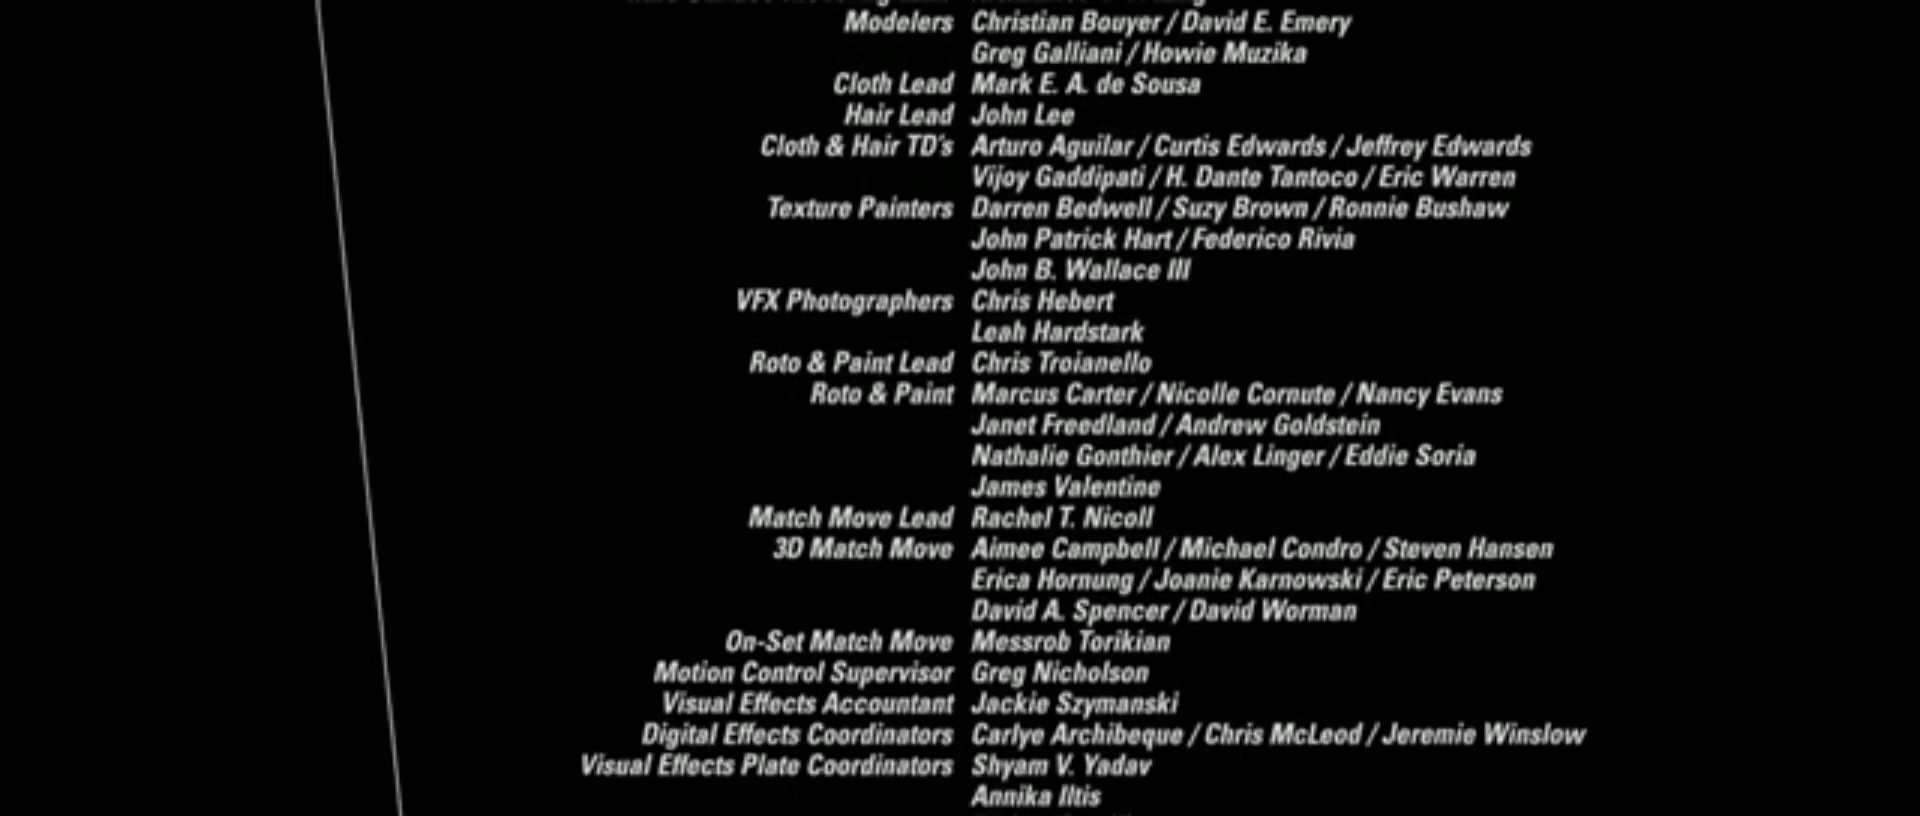 Modelers Christian Bouyer / David E. Emery
Greg Galliani / Howie Muzika
Cloth Lead Mark E. A. de Sousa
Hair Lead John Lee
Cloth & Hair TD's Arturo Aguilar / Curtis Edwards / Jeffrey Edwards
Vijoy Gaddipati / H. Dante Tantoco / Eric Warren
Texture Painters Darren Bedwell / Suzy Brown / Ronnie Bushaw
John Patrick Hart / Federico Rivia
John B. Wallace III
VFX Photographers Chris Hebert
Leah Hardstark
Roto & Paint Lead Chris Troianello
Roto & Paint Marcus Carter / Nicolle Cornute / Nancy Evans
Janet Freedland / Andrew Goldstein
Nathalie Gonthier / Alex Linger / Eddie Soria
James Valentine
Match Move Lead Rachel T. Nicoll
3D Match Move Aimee Campbell / Michael Condro / Steven Hansen
Erica Hornung / Joanie Karnowski / Eric Peterson
David A. Spencer / David Worman
On-Set Match Move Messrob Torikian
Motion Control Supervisor Greg Nicholson
Visual Effects Accountant Jackie Szymanski
Digital Effects Coordinators Carlye Archibeque / Chris McLeod / Jeremie Winslow
Visual Effects Plate Coordinators Shyam V. Yadav
Annika Iltis